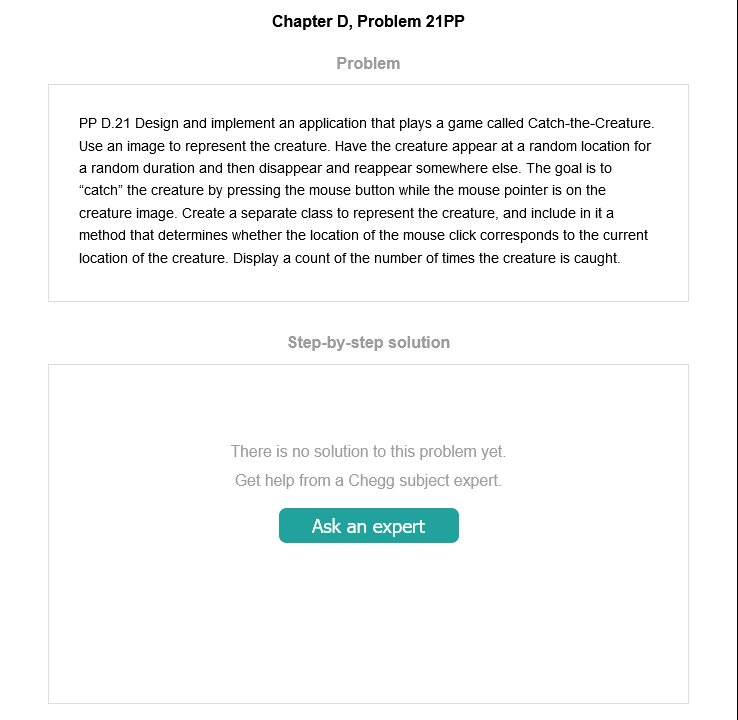 Chapter D, Problem 21PP
Problem
PP D.21 Design and implement an application that plays a game called Catch-the-Creature.
Use an image to represent the creature. Have the creature appear at a random location for
a random duration and then disappear and reappear somewhere else. The goal is to
“catch” the creature by pressing the mouse button while the mouse pointer is on the
creature image. Create a separate class to represent the creature, and include in it a
method that determines whether the location of the mouse click corresponds to the current
location of the creature. Display a count of the number of times the creature is caught.
Step-by-step solution
There is no solution to this problem yet.
Get help from a Chegg subject expert.
Ask an expert